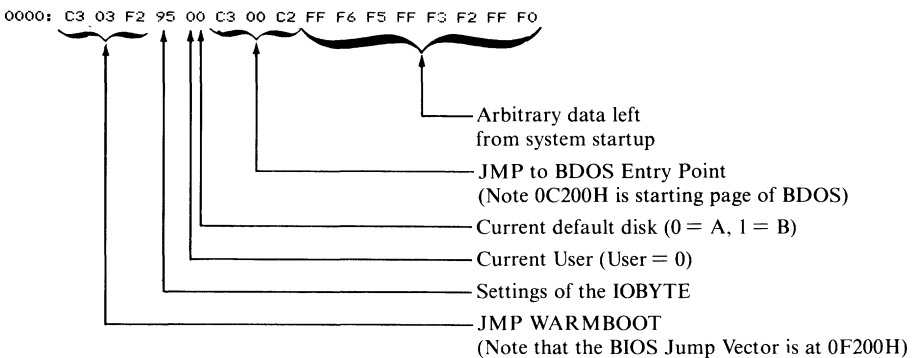 0000: C3 03 F2 95 00 C3 00 C2 FF F6 F5 FF F3 F2 FF F0
Arbitrary data left
from system startup
JMP to BDOS Entry Point
(Note 0C200H is starting page of BDOS)
Current default disk (0 = A, 1 = B)
Current User (User = 0)
Settings of the IOBYTE
JMP WARMBOOT
(Note that the BIOS Jump Vector is at 0F200H)